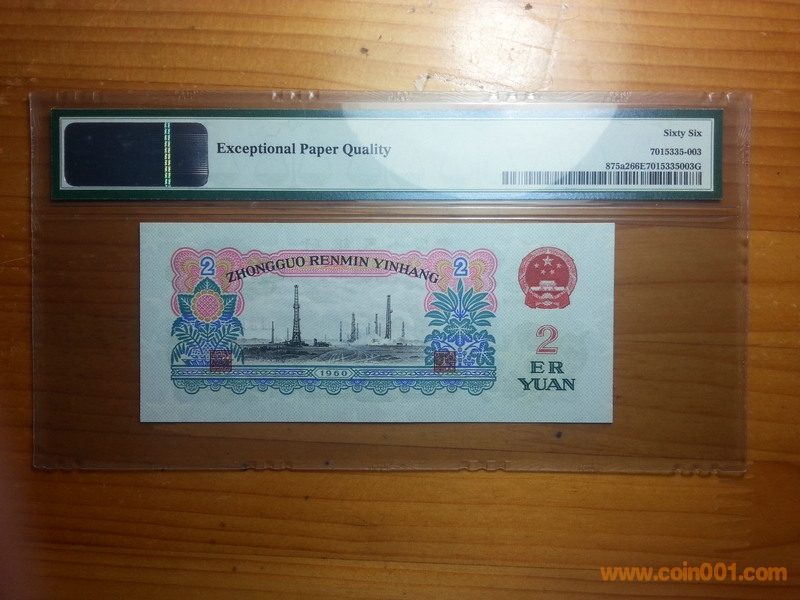 Exceptional Paper Quality
Sixty Six
7015335-003
875a266E7015335003G
ZHONGGUO RENMIN YINHANG
2
2
2
ER
YUAN
1960
www.coin001.com